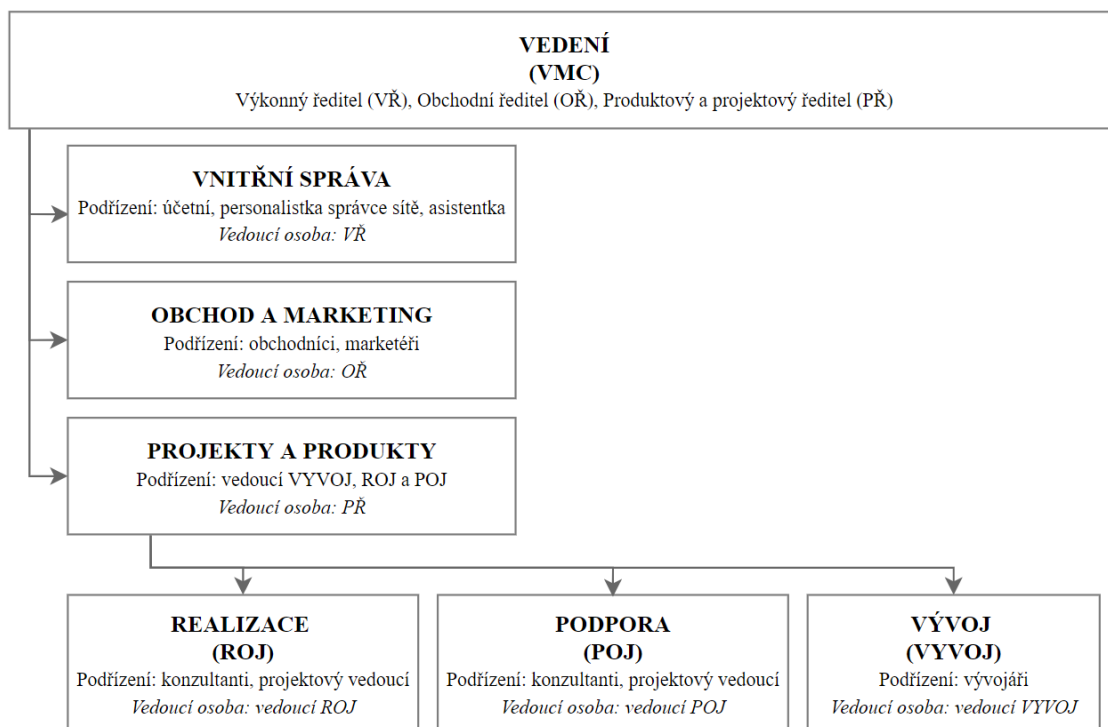 VEDENÍ
(VMC)
Výkonný ředitel (VŘ), Obchodní ředitel (OŘ), Produktový a projektový ředitel (PŘ)
VNITŘNÍ SPRÁVA
Podřízení: účetní, personalistka správce sítě, asistentka
Vedoucí osoba: VŘ
OBCHOD A MARKETING
Podřízení: obchodníci, marketéři
Vedoucí osoba: OŘ
PROJEKTY A PRODUKTY
Podřízení: vedoucí VYVOJ, ROJ a POJ
Vedoucí osoba: PŘ
REALIZACE
(ROJ)
Podřízení: konzultanti, projektový vedoucí
Vedoucí osoba: vedoucí ROJ
PODPORA
(POJ)
Podřízení: konzultanti, projektový vedoucí
Vedoucí osoba: vedoucí POJ
VÝVOJ
(VYVOJ)
Podřízení: vývojáři
Vedoucí osoba: vedoucí VYVOJ